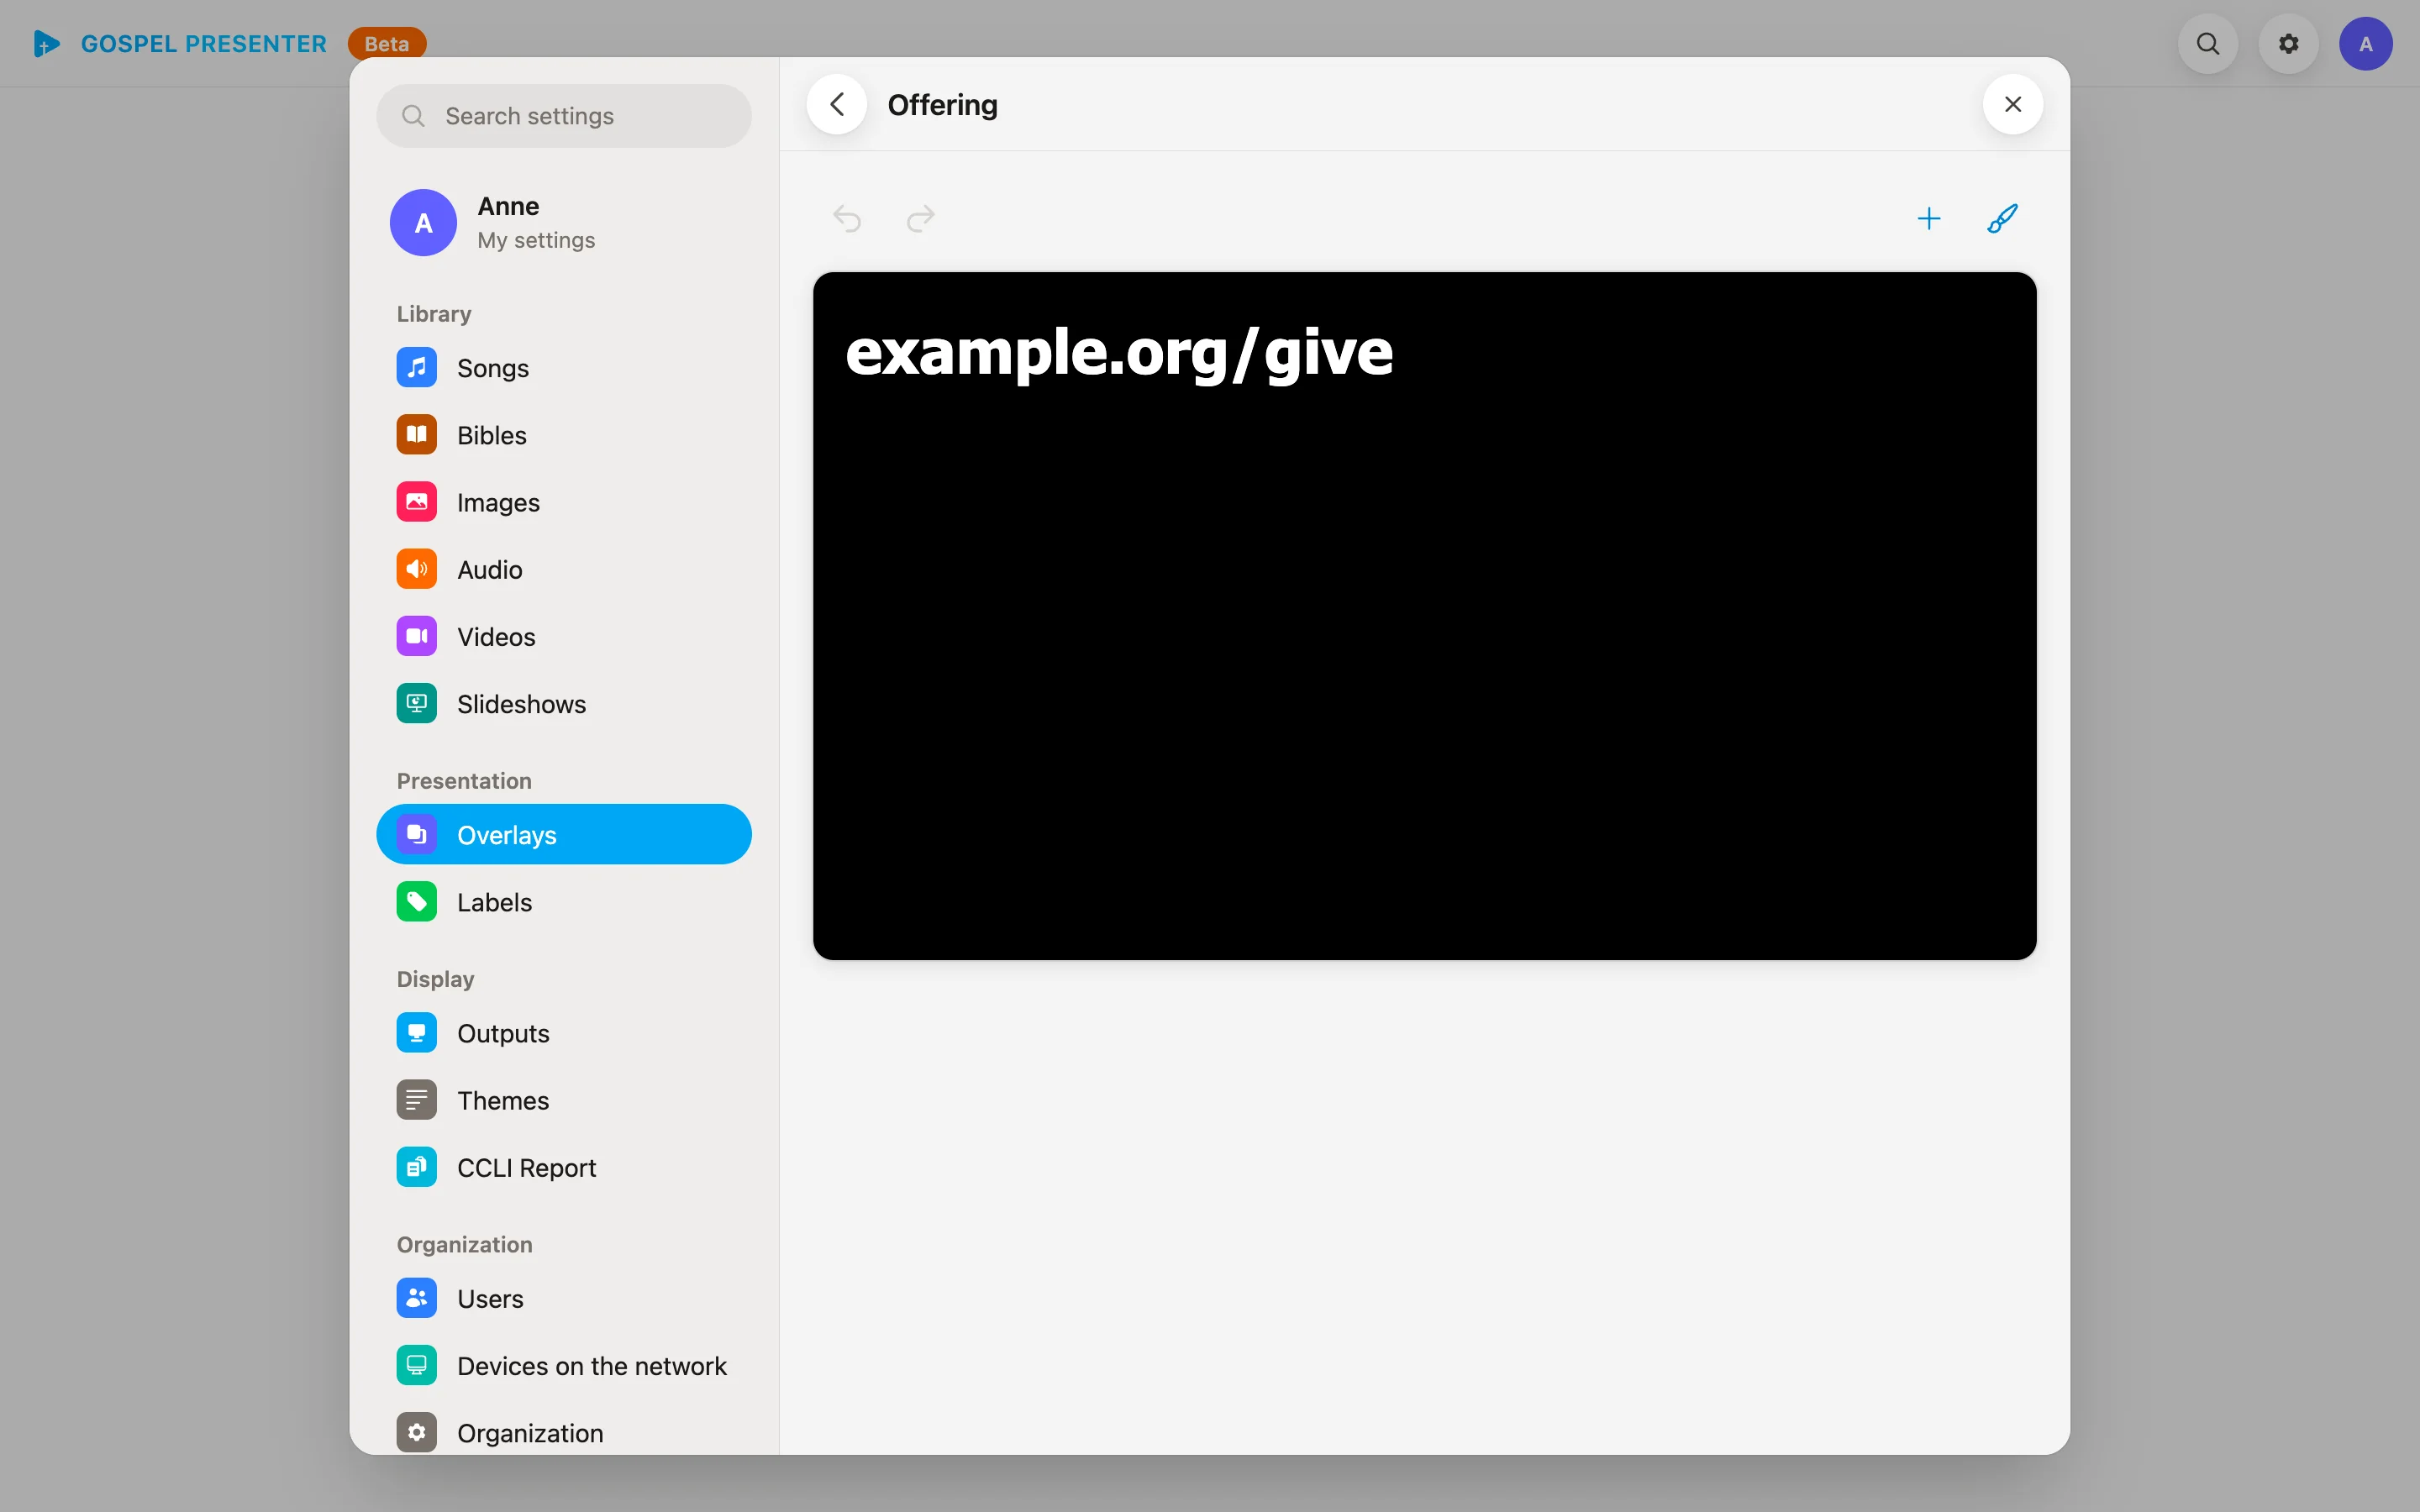 GOSPEL PRESENTER
Beta
A
Search settings
A
Anne
My settings
Library
Songs
Bibles
Images
Audio
Videos
Slideshows
Presentation
Overlays
Labels
Display
Outputs
Themes
CCLI Report
Organization
Users
Devices on the network
Organization
Offering
example.org/give